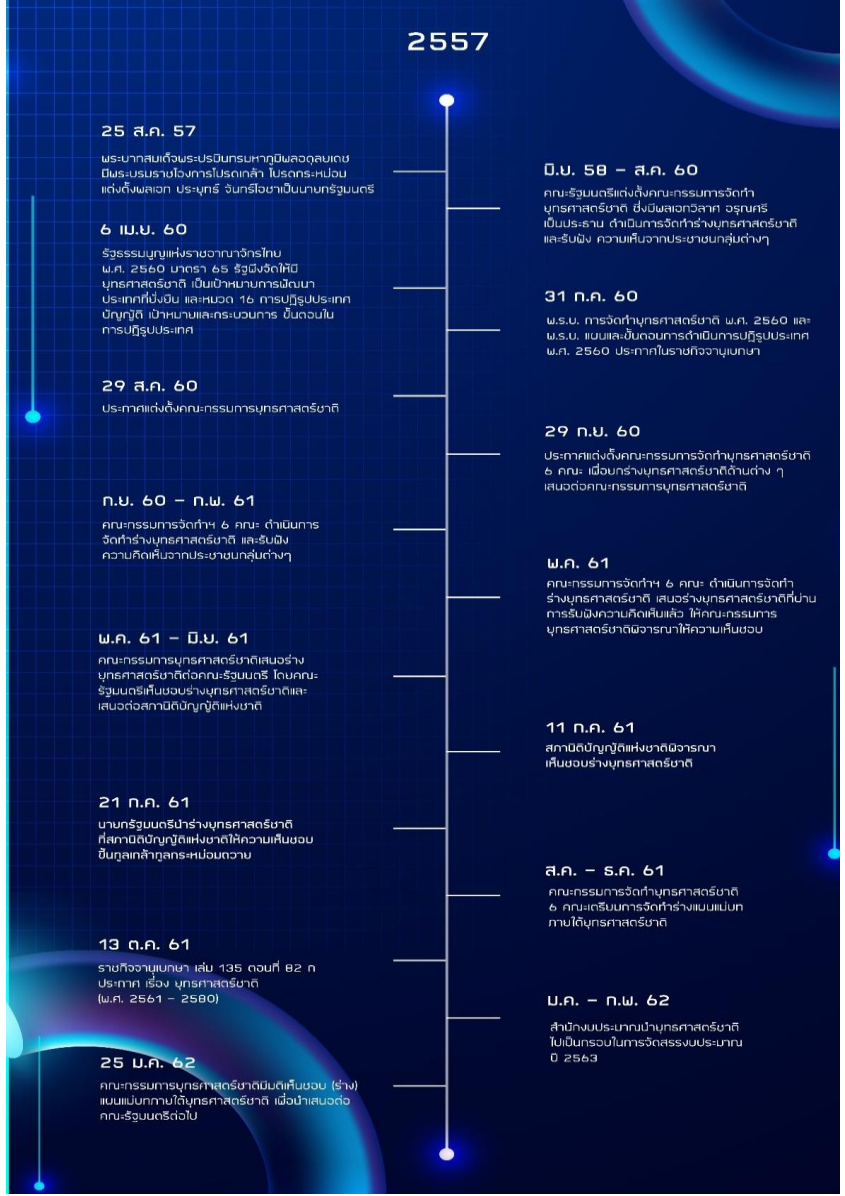 2557
25 ส.ค. 57
พระบาทสมเด็จพระปรมินทรมหาภูมิพลอดุลยเดช
มีพระบรมราชโองการโปรดเกล้า โปรดกระหม่อม
แต่งตั้งพลเอก ประยุทธ์ จันทร์โอชาเป็นนายกรัฐมนตรี
มิ.ย. 58 – ส.ค. 60
คณะรัฐมนตรีแต่งตั้งคณะกรรมการจัดทำ
ยุทธศาสตร์ชาติ ซึ่งมีพลเอกวิลาศ อรุณศรี
เป็นประธาน ดำเนินการจัดทำร่างยุทธศาสตร์ชาติ
และรับฟัง ความเห็นจากประชาชนกลุ่มต่างๆ
6 เม.ย. 60
รัฐธรรมนูญแห่งราชอาณาจักรไทย
พ.ศ. 2560 มาตรา 65 รัฐพึงจัดให้มี
ยุทธศาสตร์ชาติ เป็นเป้าหมายการพัฒนา
ประเทศที่ยั่งยืน และหมวด 16 การปฏิรูปประเทศ
บัญญัติ เป้าหมายและกระบวนการ ขั้นตอนใน
การปฏิรูปประเทศ
31 ก.ค. 60
พ.ร.บ. การจัดทำยุทธศาสตร์ชาติ พ.ศ. 2560 และ
พ.ร.บ. แผนและขั้นตอนการดำเนินการปฏิรูปประเทศ
พ.ศ. 2560 ประกาศในราชกิจจานุเบกษา
29 ส.ค. 60
ประกาศแต่งตั้งคณะกรรมการยุทธศาสตร์ชาติ
29 ก.ย. 60
ประกาศแต่งตั้งคณะกรรมการจัดทำยุทธศาสตร์ชาติ
6 คณะ เพื่อยกร่างยุทธศาสตร์ชาติด้านต่าง ๆ
เสนอต่อคณะกรรมการยุทธศาสตร์ชาติ
ก.ย. 60 – ก.พ. 61
คณะกรรมการจัดทำฯ 6 คณะ ดำเนินการ
จัดทำร่างยุทธศาสตร์ชาติ และรับฟัง
ความคิดเห็นจากประชาชนกลุ่มต่างๆ
พ.ค. 61
คณะกรรมการจัดทำฯ 6 คณะ ดำเนินการจัดทำ
ร่างยุทธศาสตร์ชาติ เสนอร่างยุทธศาสตร์ชาติที่ผ่าน
การรับฟังความคิดเห็นแล้ว ให้คณะกรรมการ
ยุทธศาสตร์ชาติพิจารณาให้ความเห็นชอบ
พ.ค. 61 – มิ.ย. 61
คณะกรรมการยุทธศาสตร์ชาติเสนอร่าง
ยุทธศาสตร์ชาติต่อคณะรัฐมนตรี โดยคณะ
รัฐมนตรีเห็นชอบร่างยุทธศาสตร์ชาติและ
เสนอต่อสภานิติบัญญัติแห่งชาติ
11 ก.ค. 61
สภานิติบัญญัติแห่งชาติพิจารณา
เห็นชอบร่างยุทธศาสตร์ชาติ
21 ก.ค. 61
นายกรัฐมนตรีนำร่างยุทธศาสตร์ชาติ
ที่สภานิติบัญญัติแห่งชาติให้ความเห็นชอบ
ขึ้นทูลเกล้าทูลกระหม่อมถวาย
ส.ค. – ธ.ค. 61
คณะกรรมการจัดทำยุทธศาสตร์ชาติ
6 คณะเตรียมการจัดทำร่างแผนแม่บท
ภายใต้ยุทธศาสตร์ชาติ
13 ต.ค. 61
ราชกิจจานุเบกษา เล่ม 135 ตอนที่ 82 ก
ประกาศ เรื่อง ยุทธศาสตร์ชาติ
(พ.ศ. 2561 – 2580)
ม.ค. – ก.พ. 62
สำนักงบประมาณนำยุทธศาสตร์ชาติ
ไปเป็นกรอบในการจัดสรรงบประมาณ
ปี 2563
25 ม.ค. 62
คณะกรรมการยุทธศาสตร์ชาติมีมติเห็นชอบ (ร่าง)
แผนแม่บทภายใต้ยุทธศาสตร์ชาติ เพื่อนำเสนอต่อ
คณะรัฐมนตรีต่อไป